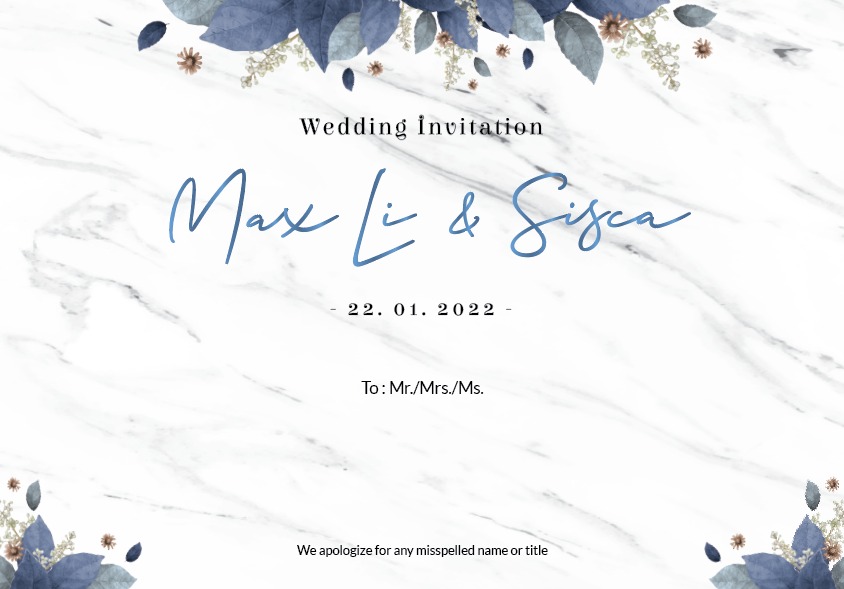 Wedding Invitation
Max Li & Sisca
- 22. 01. 2022 -
To : Mr./Mrs./Ms.
We apologize for any misspelled name or title